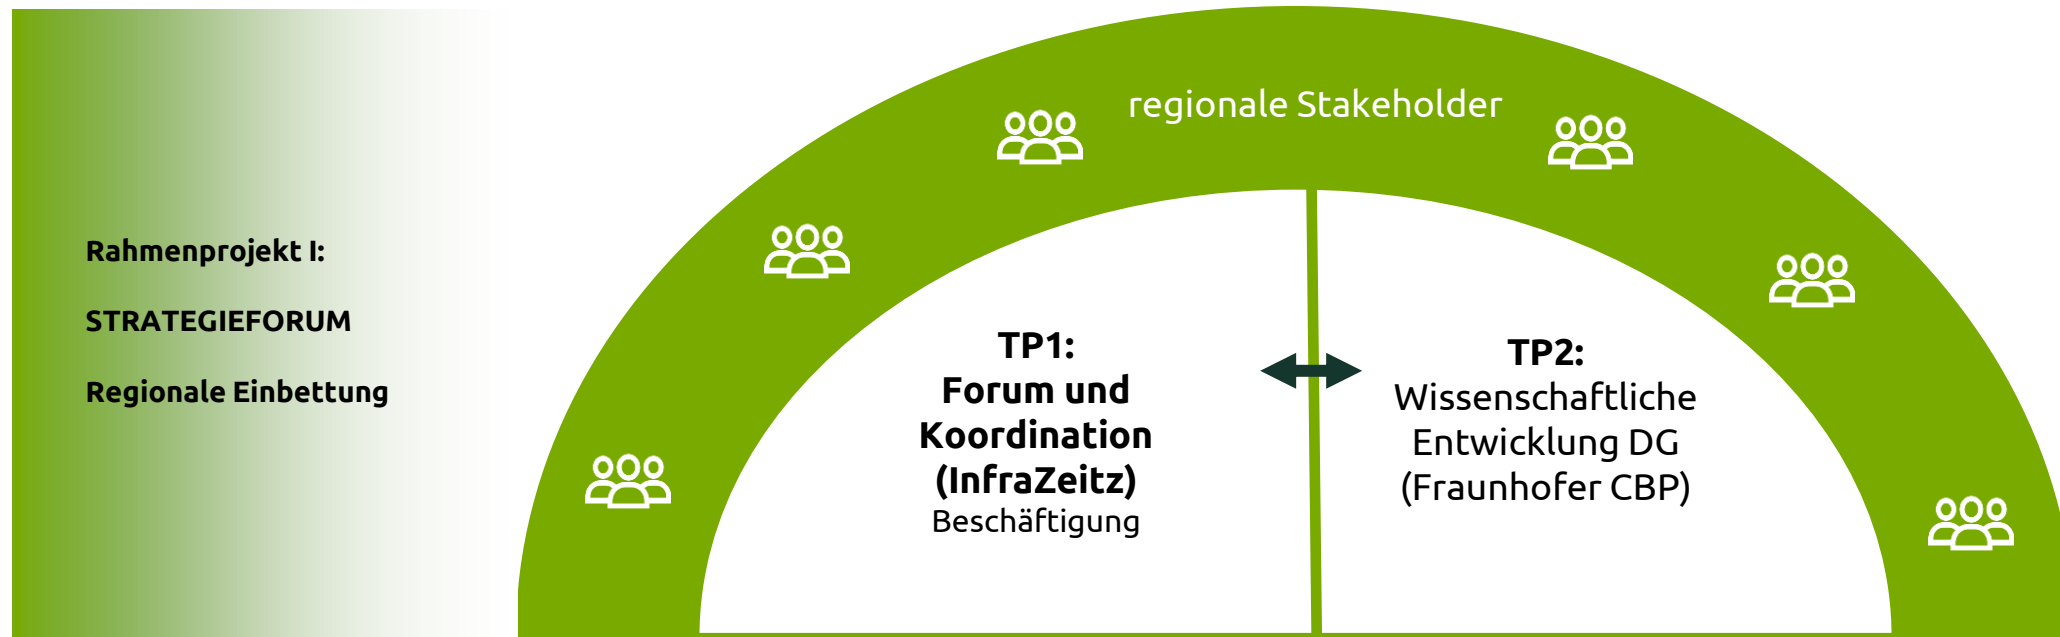 Rahmenprojekt I:
STRATEGIEFORUM
Regionale Einbettung
regionale Stakeholder
TP1:
Forum und
Koordination
(InfraZeitz)
Beschäftigung
TP2:
Wissenschaftliche
Entwicklung DG
(Fraunhofer CBP)